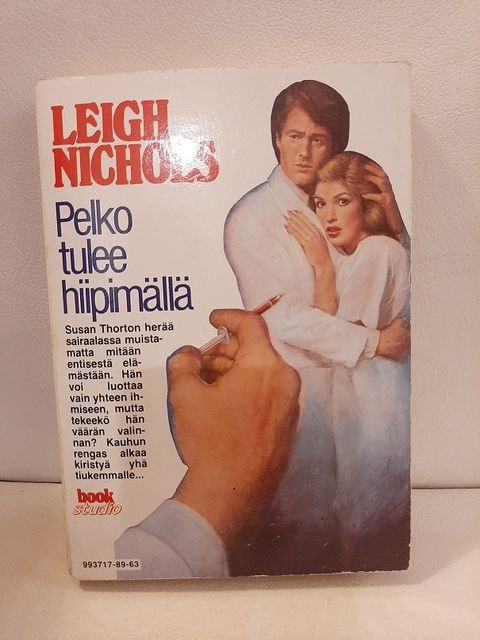 LEIGH
NICHOLS
Pelko
tulee
hiipimällä
Susan Thorton herää
sairaalassa muista-
matta mitään
entisestä elä-
mästään. Hän
voi luottaa
vain yhteen ih-
miseen, mutta
tekeekö hän
väärän valin-
nan? Kauhun
rengas alkaa
kiristyä yhä
tiukemmalle...
book
studio
993717-89-63